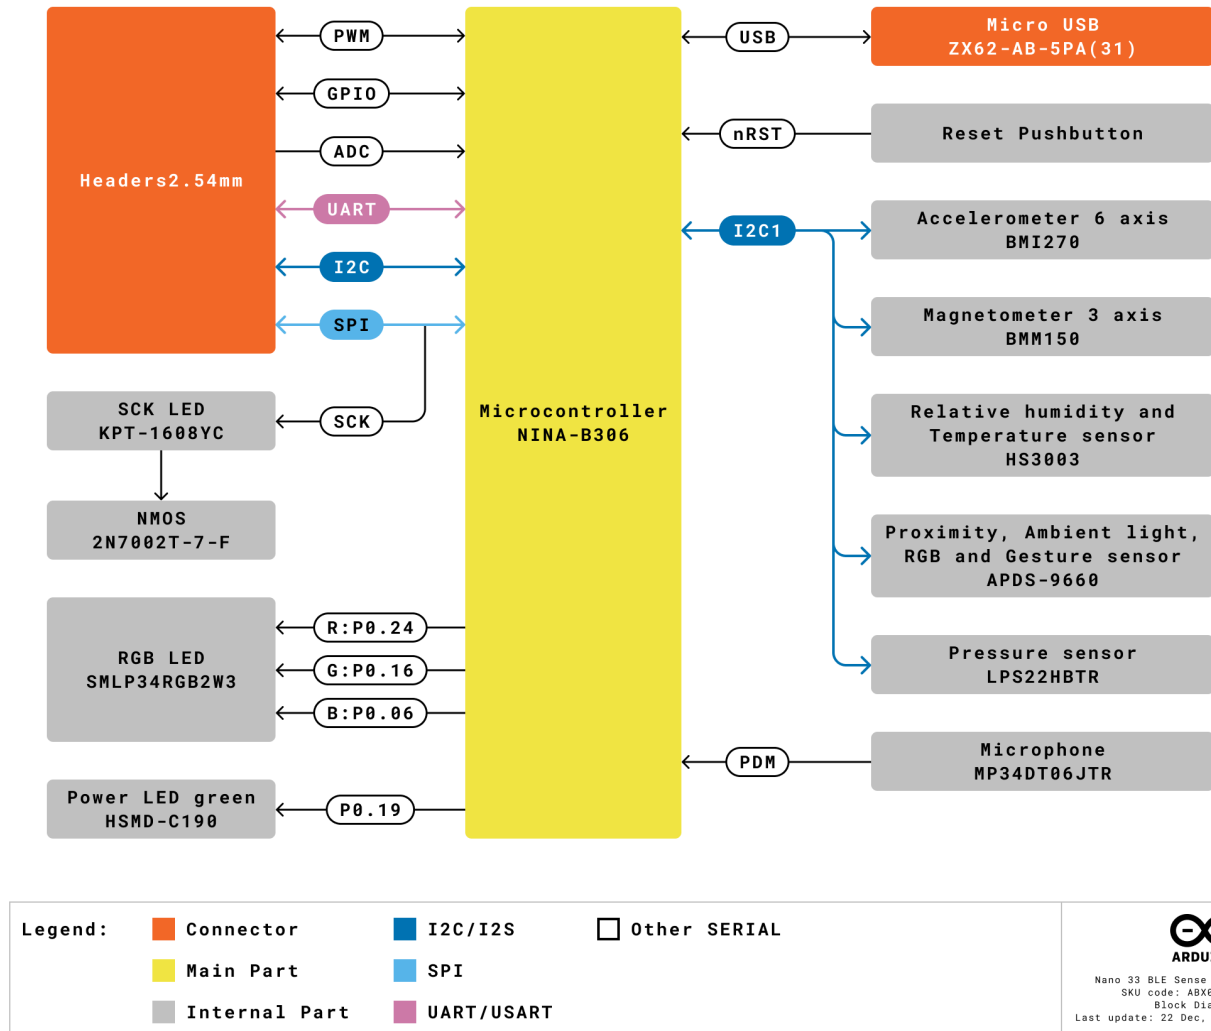 Headers2.54mm
PWM
GPIO
ADC
UART
I2C
SPI
SCK
SCK LED
KPT-1608YC
NMOS
2N7002T-7-F
RGB LED
SMLP34RGB2W3
R:P0.24
G:P0.16
B:P0.06
Power LED green
HSMD-C190
P0.19
Microcontroller
NINA-B306
USB
Micro USB
ZX62-AB-5PA(31)
nRST
Reset Pushbutton
I2C1
Accelerometer 6 axis
BMI270
Magnetometer 3 axis
BMM150
Relative humidity and
Temperature sensor
HS3003
Proximity, Ambient light,
RGB and Gesture sensor
APDS-9660
Pressure sensor
LPS22HBTR
PDM
Microphone
MP34DT06JTR
Legend:
Connector
Main Part
Internal Part
I2C/I2S
SPI
UART/USART
Other SERIAL
Nano 33 BLE Sense
SKU code:
Block
Last update: 22 Dec,